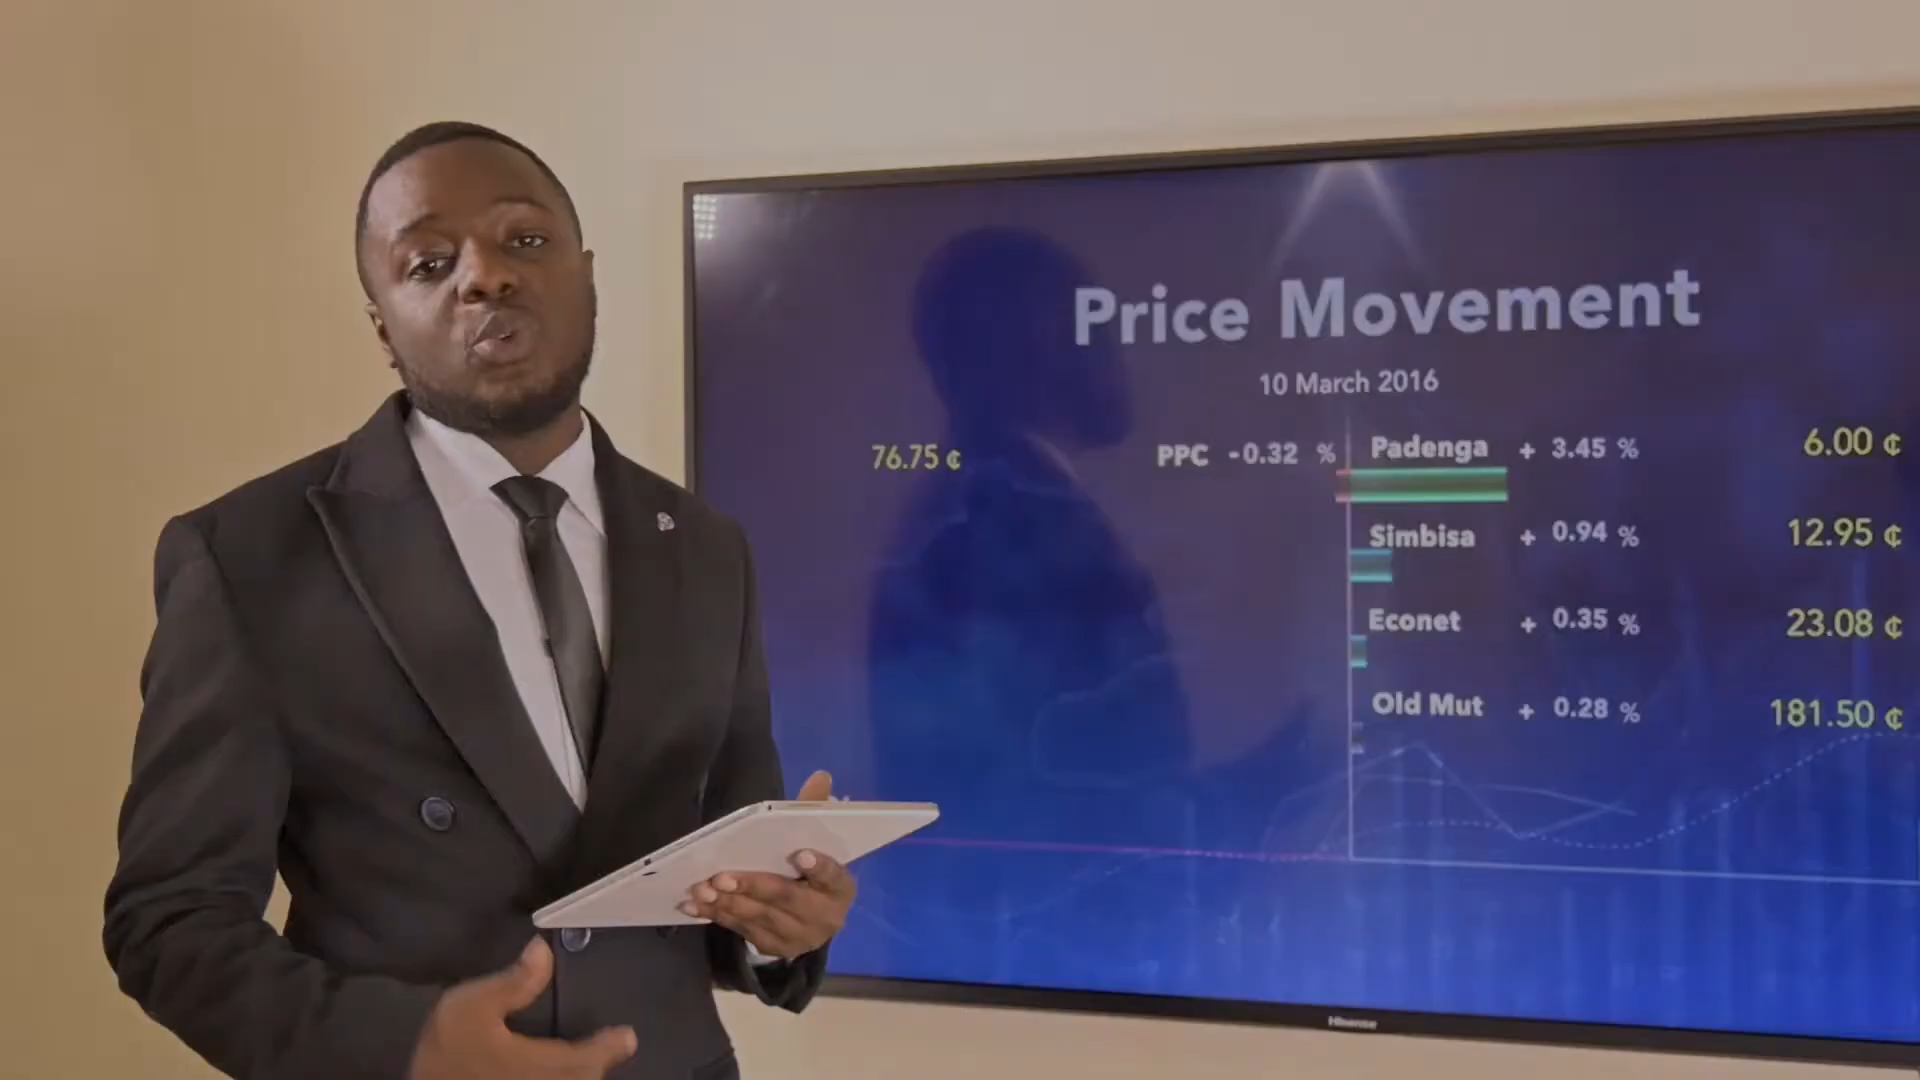 Price Movement
10 March 2016
76.75 ¢ PPC -0.32 % Padenga + 3.45 % 6.00 ¢
Simbisa + 0.94 % 12.95 ¢
Econet + 0.35 % 23.08 ¢
Old Mut + 0.28 % 181.50 ¢
Hisense